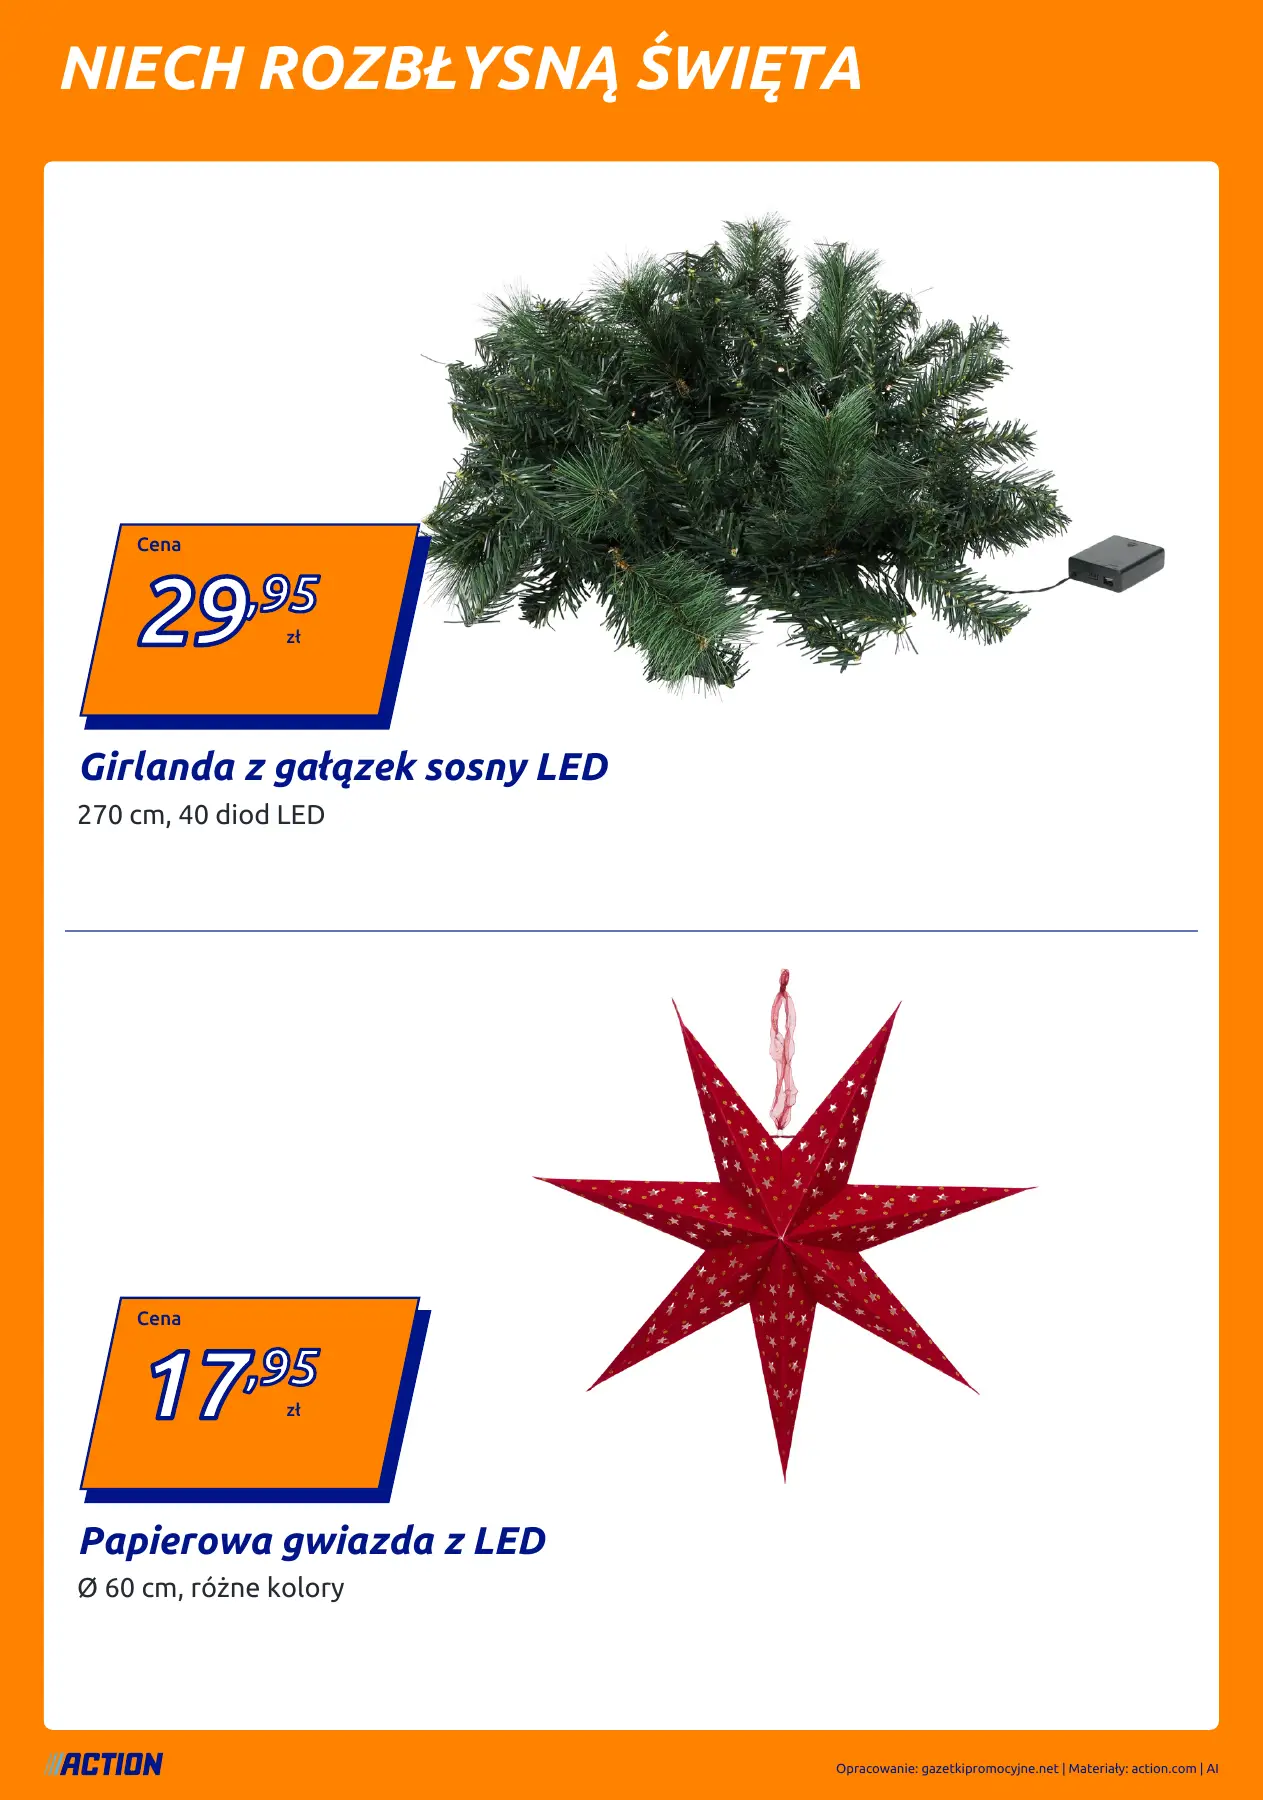 NIECH ROZBŁYSNĄ ŚWIĘTA
Cena
29,95
zł
Girlanda z gałązek sosny LED
270 cm, 40 diod LED
Cena
17,95
zł
Papierowa gwiazda z LED
Ø 60 cm, różne kolory
ACTION
Opracowanie: gazetkipromocyjne.net | Materiały: action.com | AI